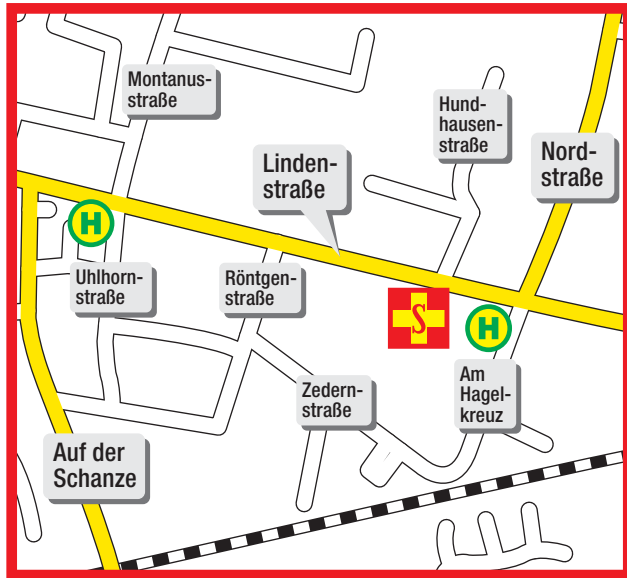 Montanus-
straße
Hund-
hausen-
straße
Nord-
straße
Linden-
straße
H
Uhlhorn-
straße
Röntgen-
straße
S
H
Zedern-
straße
Am
Hagel-
kreuz
Auf der
Schanze